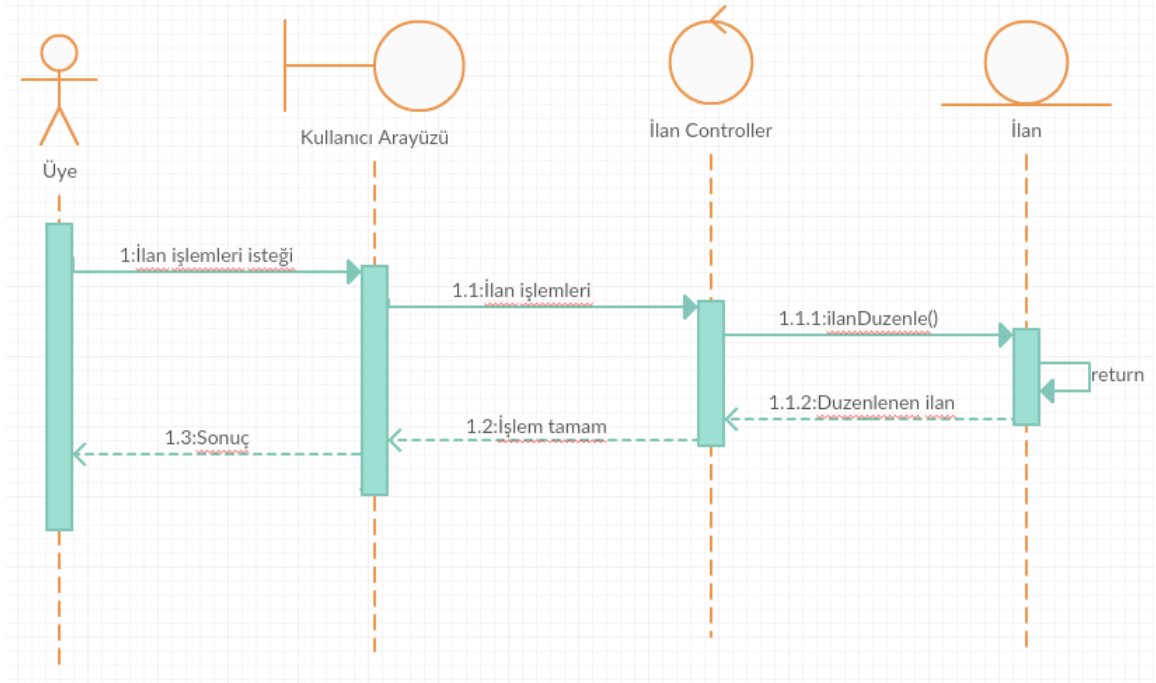 Üye
Kullanıcı Arayüzü
İlan Controller
İlan
1:İlan işlemleri isteği
1.1:İlan işlemleri
1.1.1:ilanDuzenle()
return
1.1.2:Duzenlenen ilan
1.2:İşlem tamam
1.3:Sonuç